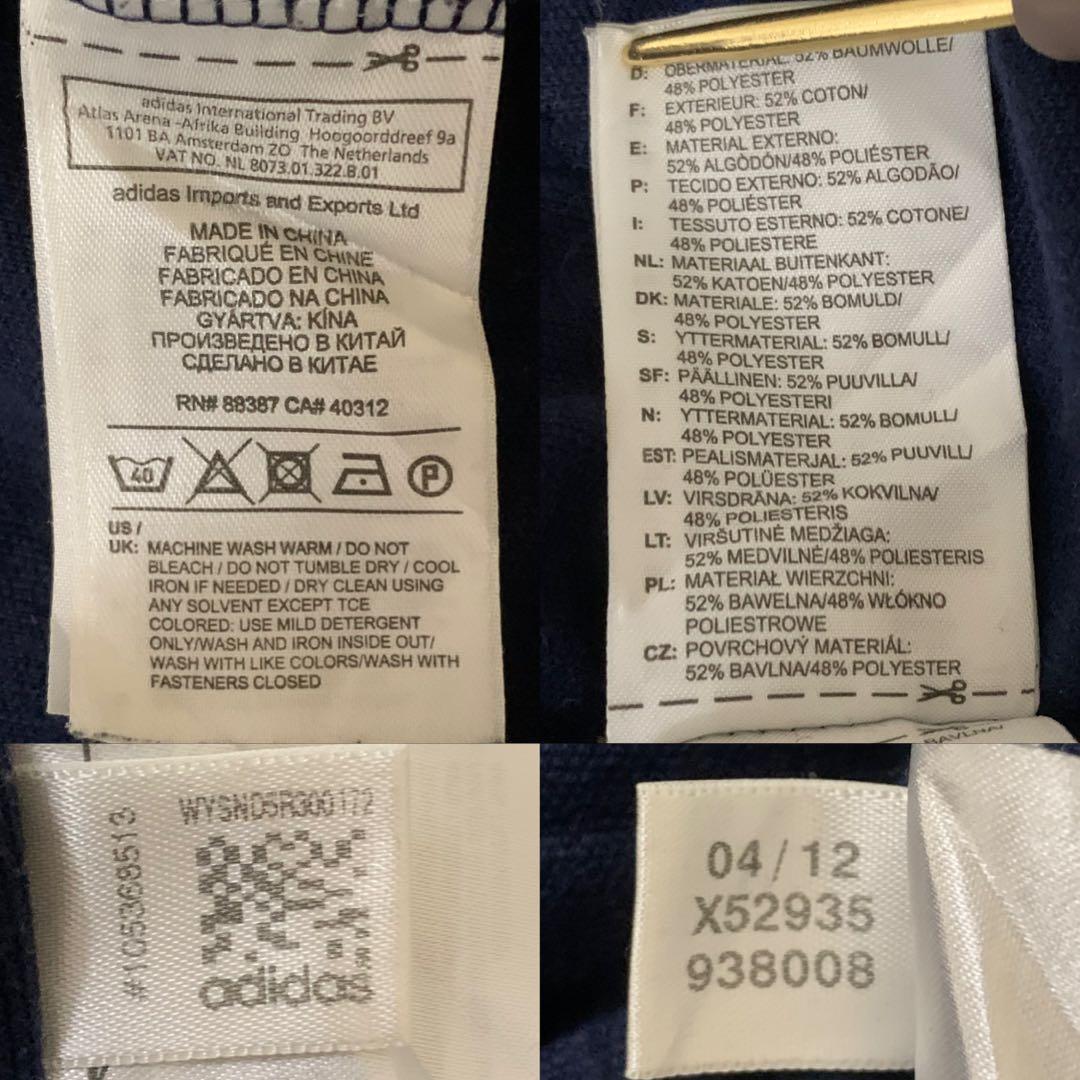 adidas International Trading BV
Atlas Arena -Afrika Building Hoogoorddreef 9a
1101 BA Amsterdam ZO The Netherlands
VAT NO. NL 8073.01.322.B.01
adidas Imports and Exports Ltd
MADE IN CHINA
FABRIQUÉ EN CHINE
FABRICADO EN CHINA
FABRICADO NA CHINA
GYÁRTVA: KÍNA
ПРОИЗВЕДЕНО В КИТАЙ
СДЕЛАНО В КИТАЕ
RN# 88387 CA# 40312
40 P
US /
UK: MACHINE WASH WARM / DO NOT
BLEACH / DO NOT TUMBLE DRY / COOL
IRON IF NEEDED / DRY CLEAN USING
ANY SOLVENT EXCEPT TCE
COLORED: USE MILD DETERGENT
ONLY/WASH AND IRON INSIDE OUT/
WASH WITH LIKE COLORS/WASH WITH
FASTENERS CLOSED
D: OBERMATERIAL: 52% BAUMWOLLE/
48% POLYESTER
F: EXTERIEUR: 52% COTON/
48% POLYESTER
E: MATERIAL EXTERNO:
52% ALGODÓN/48% POLIÉSTER
P: TECIDO EXTERNO: 52% ALGODÃO/
48% POLIÉSTER
I: TESSUTO ESTERNO: 52% COTONE/
48% POLIESTERE
NL: MATERIAAL BUITENKANT:
52% KATOEN/48% POLYESTER
DK: MATERIALE: 52% BOMULD/
48% POLYESTER
S: YTTERMATERIAL: 52% BOMULL/
48% POLYESTER
SF: PÄÄLLINEN: 52% PUUVILLA/
48% POLYESTERI
N: YTTERMATERIAL: 52% BOMULL/
48% POLYESTER
EST: PEALISMATERJAL: 52% PUUVILL/
48% POLÜESTER
LV: VIRSDRĀNA: 52% KOKVILNA/
48% POLIESTERIS
LT: VIRŠUTINĖ MEDŽIAGA:
52% MEDVILNĖ/48% POLIESTERIS
PL: MATERIAŁ WIERZCHNI:
52% BAWEŁNA/48% WŁÓKNO
POLIESTROWE
CZ: POVRCHOVÝ MATERIÁL:
52% BAVLNA/48% POLYESTER
BAVLNA/
#105368513
WYSND5R300172
adidas
04/12
X52935
938008